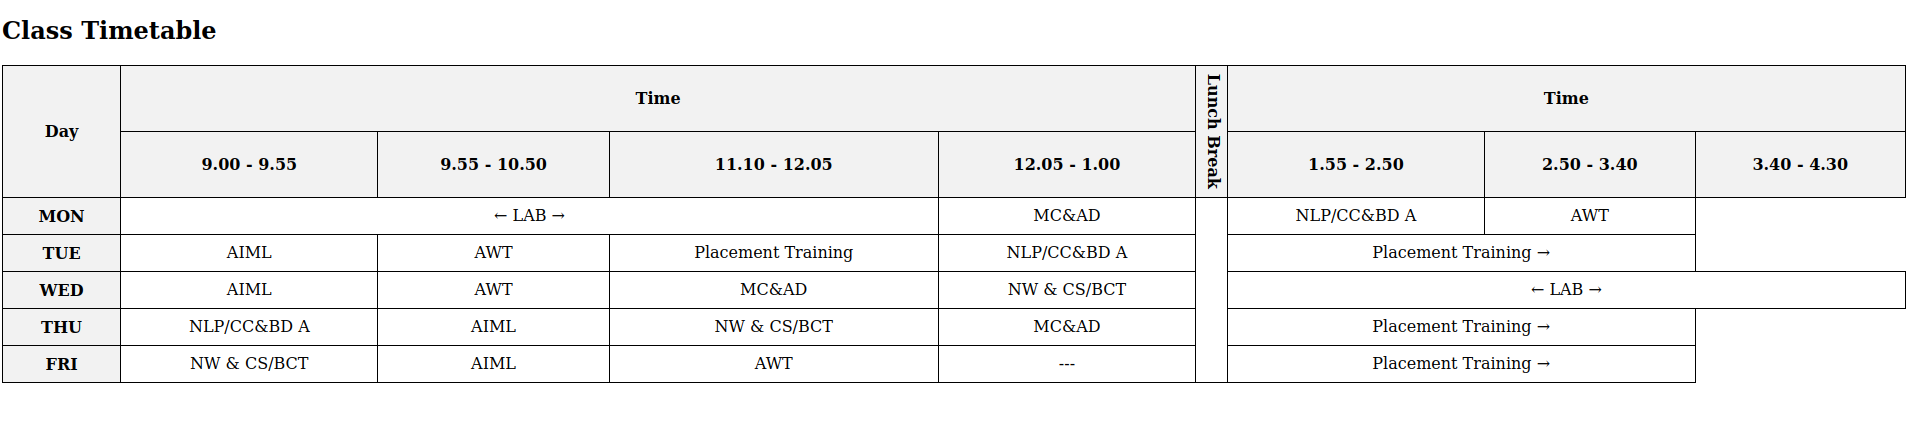 Class Timetable
Day Time Lunch Break Time
9.00 - 9.55 9.55 - 10.50 11.10 - 12.05 12.05 - 1.00 1.55 - 2.50 2.50 - 3.40 3.40 - 4.30
MON ← LAB → MC&AD NLP/CC&BD A AWT
TUE AIML AWT Placement Training NLP/CC&BD A Placement Training →
WED AIML AWT MC&AD NW & CS/BCT ← LAB →
THU NLP/CC&BD A AIML NW & CS/BCT MC&AD Placement Training →
FRI NW & CS/BCT AIML AWT --- Placement Training →